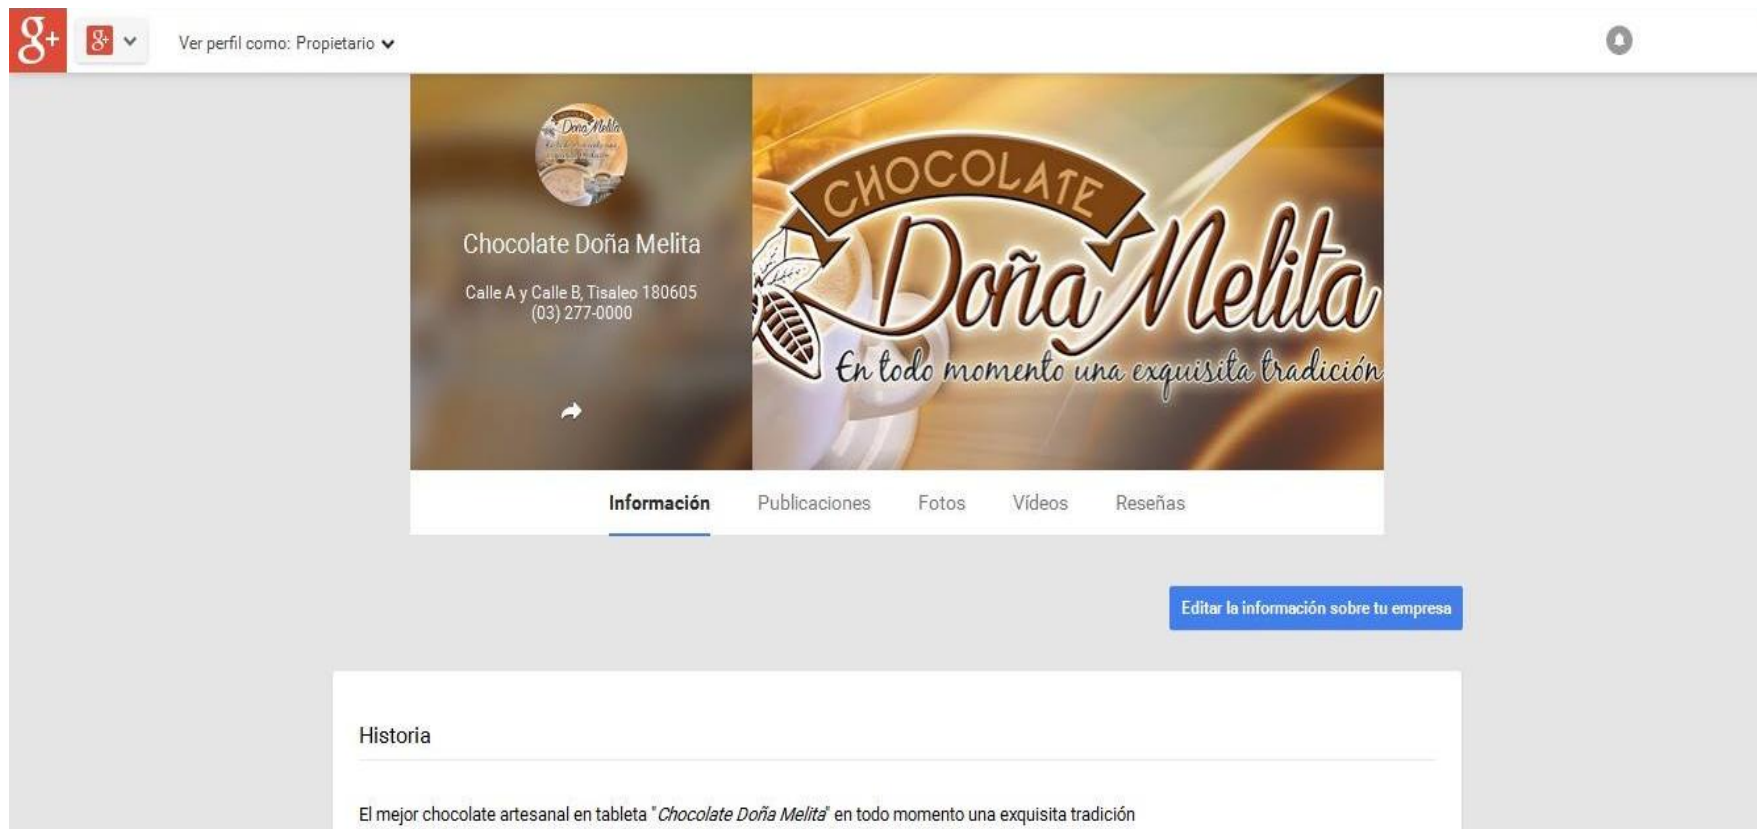 g+ g+ Ver perfil como: Propietario
Doña Melita
CHOCOLATE
Doña Melita
En todo momento una exquisita tradición
Chocolate Doña Melita
Calle A y Calle B, Tisaleo 180605
(03) 277-0000
Información Publicaciones Fotos Vídeos Reseñas
Editar la información sobre tu empresa
Historia
El mejor chocolate artesanal en tableta "Chocolate Doña Melita" en todo momento una exquisita tradición